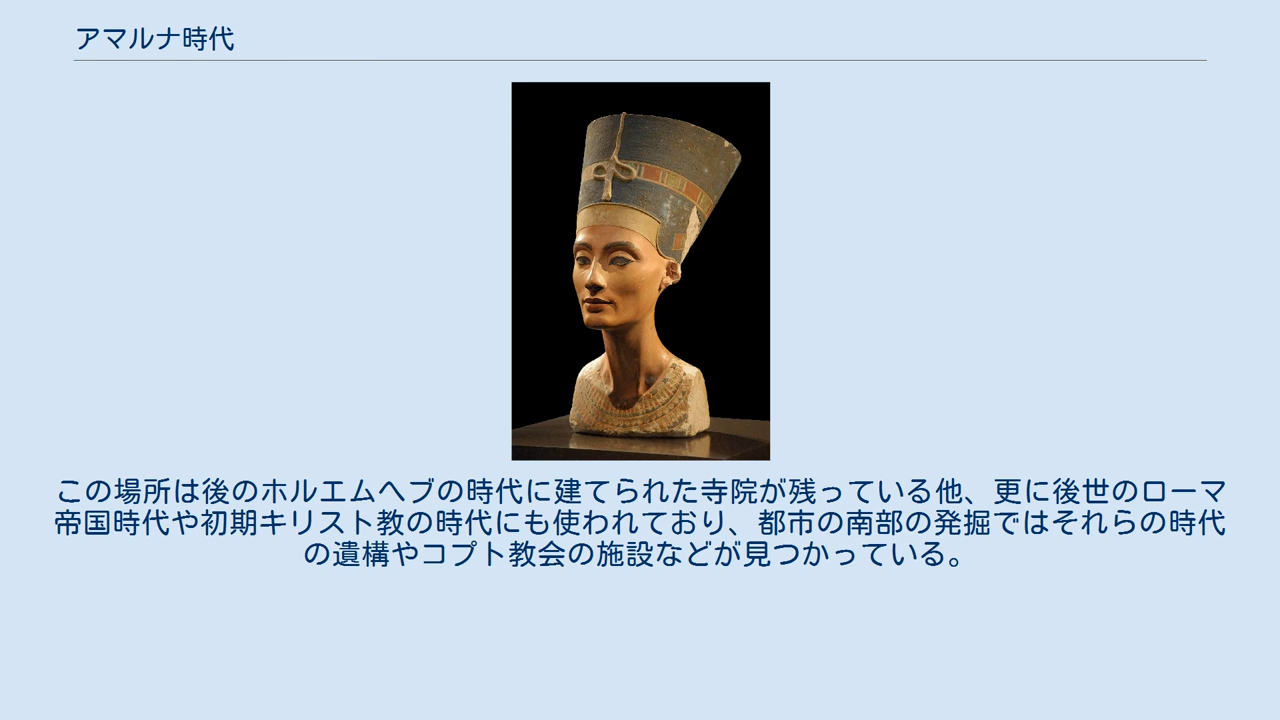 アマルナ時代
この場所は後のホルエムヘブの時代に建てられた寺院が残っている他、更に後世のローマ
帝国時代や初期キリスト教の時代にも使われており、都市の南部の発掘ではそれらの時代
の遺構やコプト教会の施設などが見つかっている。